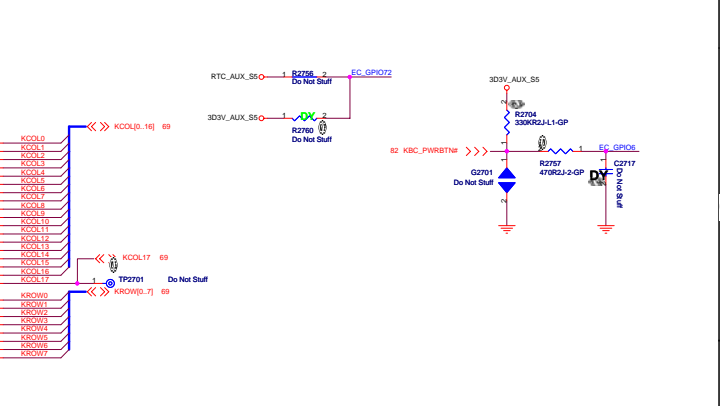 RTC_AUX_S5
1
R2756
2
EC_GPIO72
Do Not Stuff
3D3V_AUX_S5
1
DY
2
R2760
Do Not Stuff
3D3V_AUX_S5
2
R2704
330KR2J-L1-GP
1
82 KBC_PWRBTN#
2
1
EC_GPIO6
R2757
470R2J-2-GP
1
G2701
Do Not Stuff
2
1
C2717
DY
2
Do Not Stuff
KCOL[0..16] 69
KCOL0
KCOL1
KCOL2
KCOL3
KCOL4
KCOL5
KCOL6
KCOL7
KCOL8
KCOL9
KCOL10
KCOL11
KCOL12
KCOL13
KCOL14
KCOL15
KCOL16
KCOL17
KCOL17 69
1
TP2701
Do Not Stuff
KROW[0..7] 69
KROW0
KROW1
KROW2
KROW3
KROW4
KROW5
KROW6
KROW7